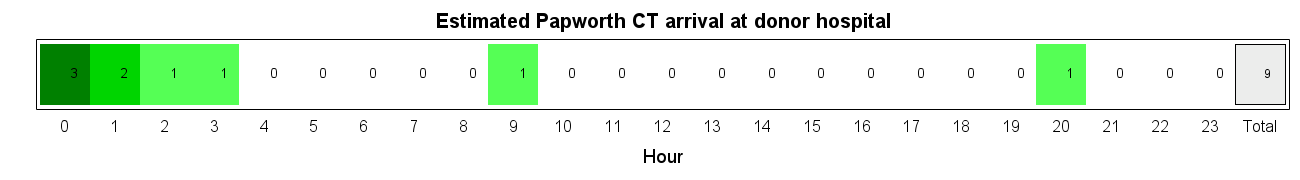 Estimated Papworth CT arrival at donor hospital
3 2 1 1 0 0 0 0 0 1 0 0 0 0 0 0 0 0 0 0 1 0 0 0 9
0 1 2 3 4 5 6 7 8 9 10 11 12 13 14 15 16 17 18 19 20 21 22 23 Total
Hour